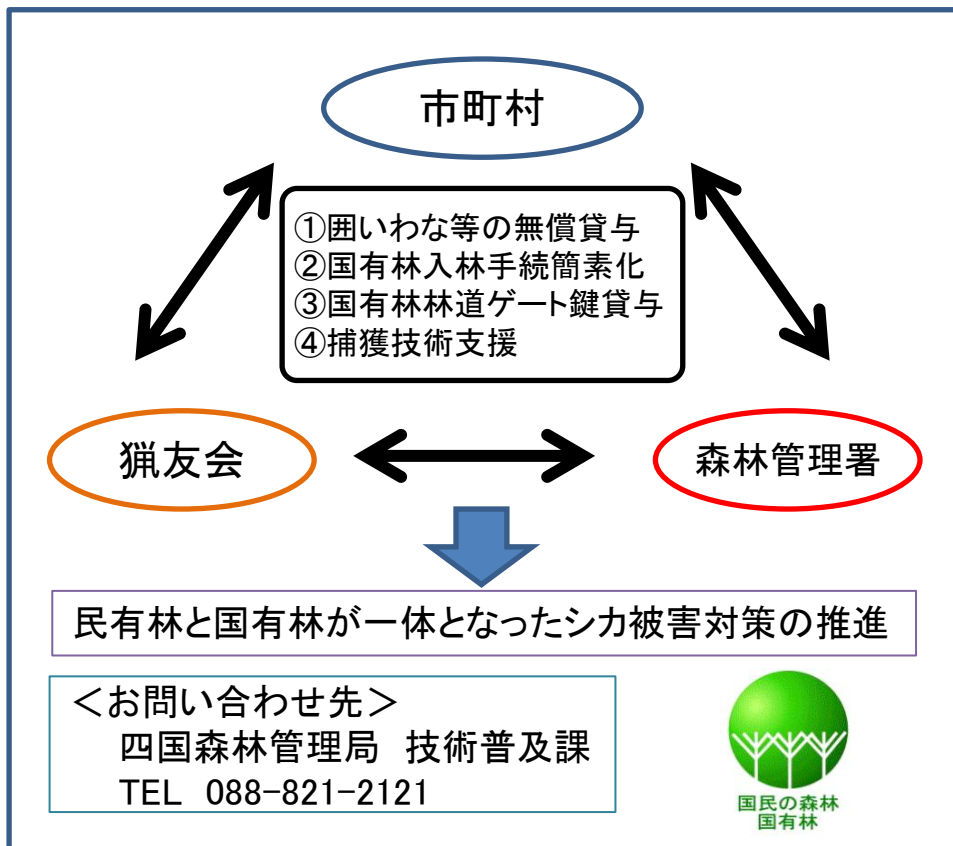 市町村
①囲いわな等の無償貸与
②国有林入林手続簡素化
③国有林林道ゲート鍵貸与
④捕獲技術支援
猟友会
森林管理署
民有林と国有林が一体となったシカ被害対策の推進
＜お問い合わせ先＞
四国森林管理局 技術普及課
TEL 088-821-2121
国民の森林
国有林